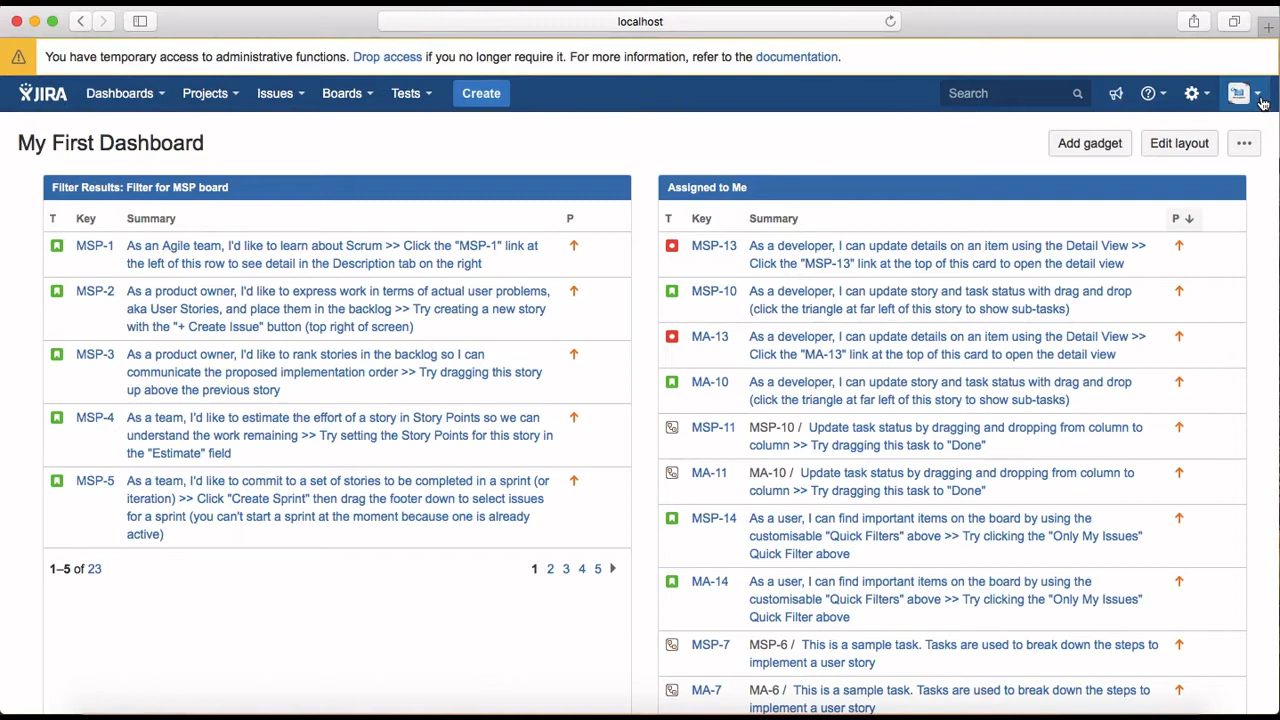 localhost
You have temporary access to administrative functions. Drop access if you no longer require it. For more information, refer to the documentation.
JIRA Dashboards Projects Issues Boards Tests Create Search
My First Dashboard
Add gadget Edit layout
Filter Results: Filter for MSP board
T Key Summary P
MSP-1 As an Agile team, I'd like to learn about Scrum >> Click the "MSP-1" link at
the left of this row to see detail in the Description tab on the right
MSP-2 As a product owner, I'd like to express work in terms of actual user problems,
aka User Stories, and place them in the backlog >> Try creating a new story
with the "+ Create Issue" button (top right of screen)
MSP-3 As a product owner, I'd like to rank stories in the backlog so I can
communicate the proposed implementation order >> Try dragging this story
up above the previous story
MSP-4 As a team, I'd like to estimate the effort of a story in Story Points so we can
understand the work remaining >> Try setting the Story Points for this story in
the "Estimate" field
MSP-5 As a team, I'd like to commit to a set of stories to be completed in a sprint (or
iteration) >> Click "Create Sprint" then drag the footer down to select issues
for a sprint (you can't start a sprint at the moment because one is already
active)
1–5 of 23 1 2 3 4 5
Assigned to Me
T Key Summary P
MSP-13 As a developer, I can update details on an item using the Detail View >>
Click the "MSP-13" link at the top of this card to open the detail view
MSP-10 As a developer, I can update story and task status with drag and drop
(click the triangle at far left of this story to show sub-tasks)
MA-13 As a developer, I can update details on an item using the Detail View >>
Click the "MA-13" link at the top of this card to open the detail view
MA-10 As a developer, I can update story and task status with drag and drop
(click the triangle at far left of this story to show sub-tasks)
MSP-11 MSP-10 / Update task status by dragging and dropping from column to
column >> Try dragging this task to "Done"
MA-11 MA-10 / Update task status by dragging and dropping from column to
column >> Try dragging this task to "Done"
MSP-14 As a user, I can find important items on the board by using the
customisable "Quick Filters" above >> Try clicking the "Only My Issues"
Quick Filter above
MA-14 As a user, I can find important items on the board by using the
customisable "Quick Filters" above >> Try clicking the "Only My Issues"
Quick Filter above
MSP-7 MSP-6 / This is a sample task. Tasks are used to break down the steps to
implement a user story
MA-7 MA-6 / This is a sample task. Tasks are used to break down the steps to
implement a user story